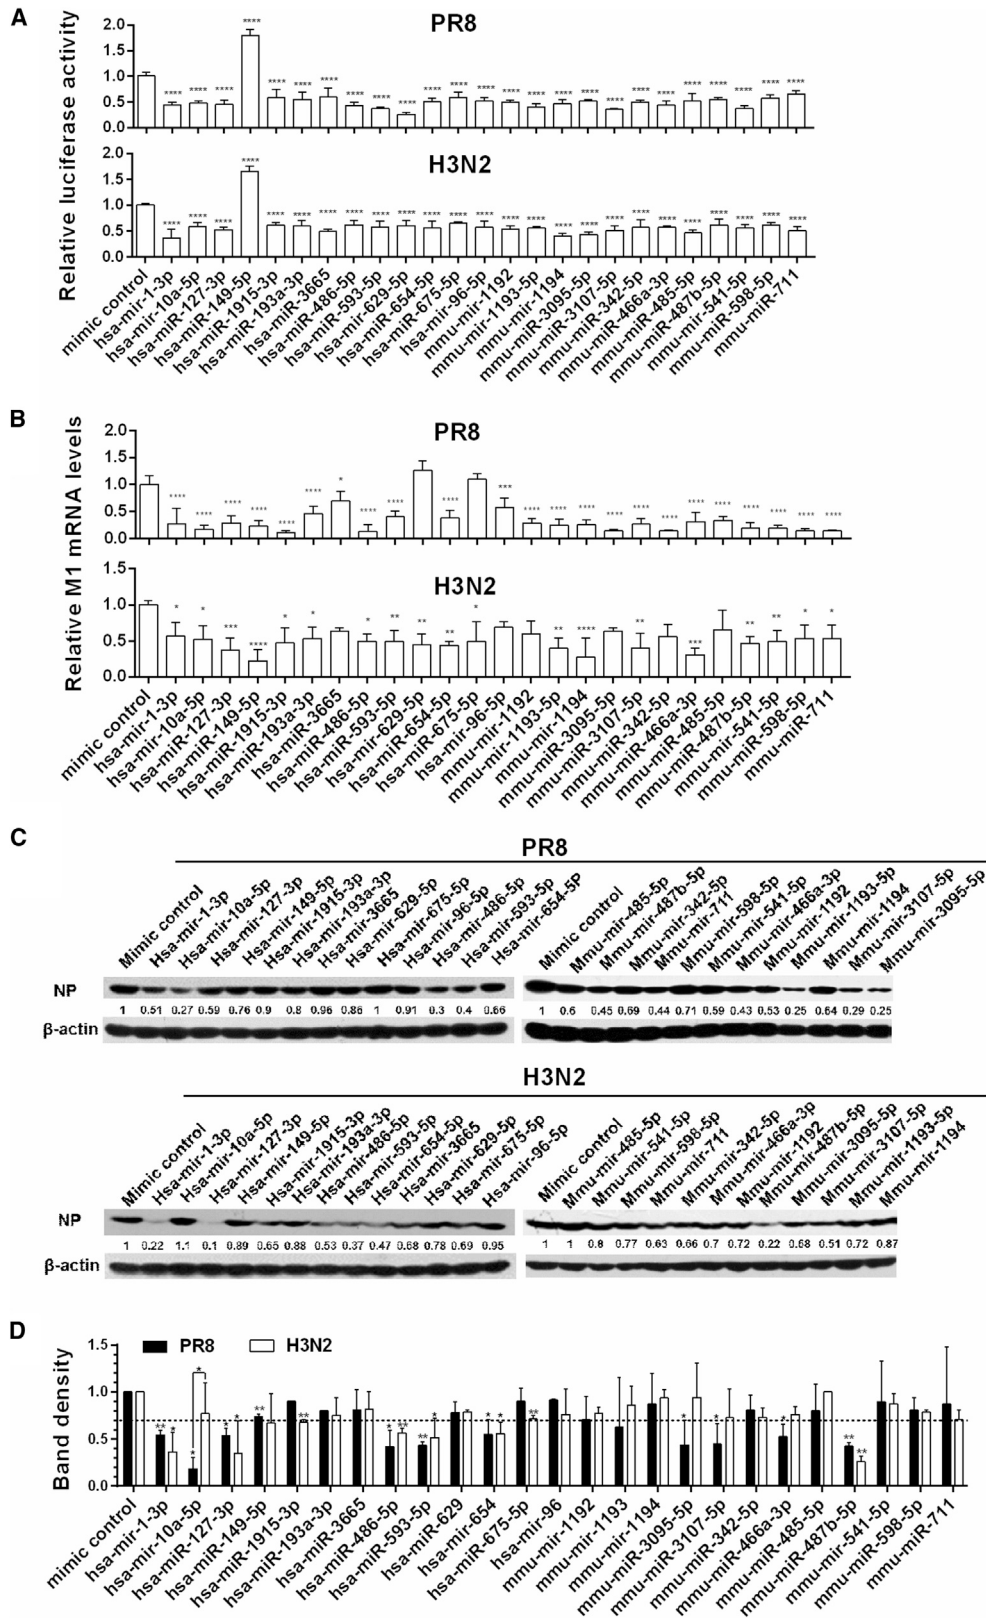 A
PR8
Relative luciferase activity
2.0
1.5
1.0
0.5
0.0
H3N2
2.0
1.5
1.0
0.5
0.0
mimic control
hsa-mir-1-3p
hsa-mir-10a-5p
hsa-miR-127-3p
hsa-miR-149-5p
hsa-miR-1915-3p
hsa-miR-193a-3p
hsa-miR-3665
hsa-miR-486-5p
hsa-miR-593-5p
hsa-miR-629-5p
hsa-miR-654-5p
hsa-miR-675-5p
hsa-miR-96-5p
mmu-mir-1192
mmu-mir-1193-5p
mmu-mir-1194
mmu-miR-3095-5p
mmu-miR-3107-5p
mmu-miR-342-5p
mmu-miR-466a-3p
mmu-miR-485-5p
mmu-miR-487b-5p
mmu-mir-541-5p
mmu-miR-598-5p
mmu-miR-711
B
PR8
Relative M1 mRNA levels
2.0
1.5
1.0
0.5
0.0
H3N2
1.5
1.0
0.5
0.0
mimic control
hsa-mir-1-3p
hsa-mir-10a-5p
hsa-miR-127-3p
hsa-miR-149-5p
hsa-miR-1915-3p
hsa-miR-193a-3p
hsa-miR-3665
hsa-miR-486-5p
hsa-miR-593-5p
hsa-miR-629-5p
hsa-miR-654-5p
hsa-miR-675-5p
hsa-miR-96-5p
mmu-mir-1192
mmu-mir-1193-5p
mmu-mir-1194
mmu-miR-3095-5p
mmu-miR-3107-5p
mmu-miR-342-5p
mmu-miR-466a-3p
mmu-miR-485-5p
mmu-miR-487b-5p
mmu-mir-541-5p
mmu-miR-598-5p
mmu-miR-711
C
PR8
Mimic control
Hsa-mir-1-3p
Hsa-mir-10a-5p
Hsa-mir-127-3p
Hsa-mir-149-5p
Hsa-mir-1915-3p
Hsa-mir-193a-3p
Hsa-mir-3665
Hsa-mir-629-5p
Hsa-mir-675-5p
Hsa-mir-96-5p
Hsa-mir-486-5p
Hsa-mir-593-5p
Hsa-mir-654-5p
Mimic control
Mmu-mir-485-5p
Mmu-mir-487b-5p
Mmu-mir-342-5p
Mmu-mir-711
Mmu-mir-598-5p
Mmu-mir-541-5p
Mmu-mir-466a-3p
Mmu-mir-1192
Mmu-mir-1193-5p
Mmu-mir-1194
Mmu-mir-3107-5p
Mmu-mir-3095-5p
NP
1 0.51 0.27 0.59 0.76 0.9 0.8 0.96 0.86 1 0.91 0.3 0.4 0.66
1 0.6 0.45 0.69 0.44 0.71 0.59 0.43 0.53 0.25 0.64 0.29 0.25
β-actin
H3N2
Mimic control
Hsa-mir-1-3p
Hsa-mir-10a-5p
Hsa-mir-127-3p
Hsa-mir-149-5p
Hsa-mir-1915-3p
Hsa-mir-193a-3p
Hsa-mir-486-5p
Hsa-mir-593-5p
Hsa-mir-654-5p
Hsa-mir-3665
Hsa-mir-629-5p
Hsa-mir-675-5p
Hsa-mir-96-5p
Mimic control
Mmu-mir-485-5p
Mmu-mir-541-5p
Mmu-mir-598-5p
Mmu-mir-711
Mmu-mir-342-5p
Mmu-mir-466a-3p
Mmu-mir-1192
Mmu-mir-487b-5p
Mmu-mir-3095-5p
Mmu-mir-3107-5p
Mmu-mir-1193-5p
Mmu-mir-1194
NP
1 0.22 1.1 0.1 0.89 0.65 0.88 0.53 0.37 0.47 0.68 0.78 0.69 0.95
1 1 0.8 0.77 0.63 0.66 0.7 0.72 0.22 0.68 0.51 0.72 0.87
β-actin
D
PR8 H3N2
Band density
1.5
1.0
0.5
0.0
mimic control
hsa-mir-1-3p
hsa-mir-10a-5p
hsa-miR-127-3p
hsa-miR-149-5p
hsa-miR-1915-3p
hsa-miR-193a-3p
hsa-miR-3665
hsa-miR-486-5p
hsa-miR-593-5p
hsa-miR-629
hsa-miR-654
hsa-miR-675-5p
hsa-miR-96
mmu-mir-1192
mmu-mir-1193
mmu-mir-1194
mmu-miR-3095-5p
mmu-miR-3107-5p
mmu-miR-342-5p
mmu-miR-466a-3p
mmu-miR-485-5p
mmu-miR-487b-5p
mmu-mir-541-5p
mmu-miR-598-5p
mmu-miR-711